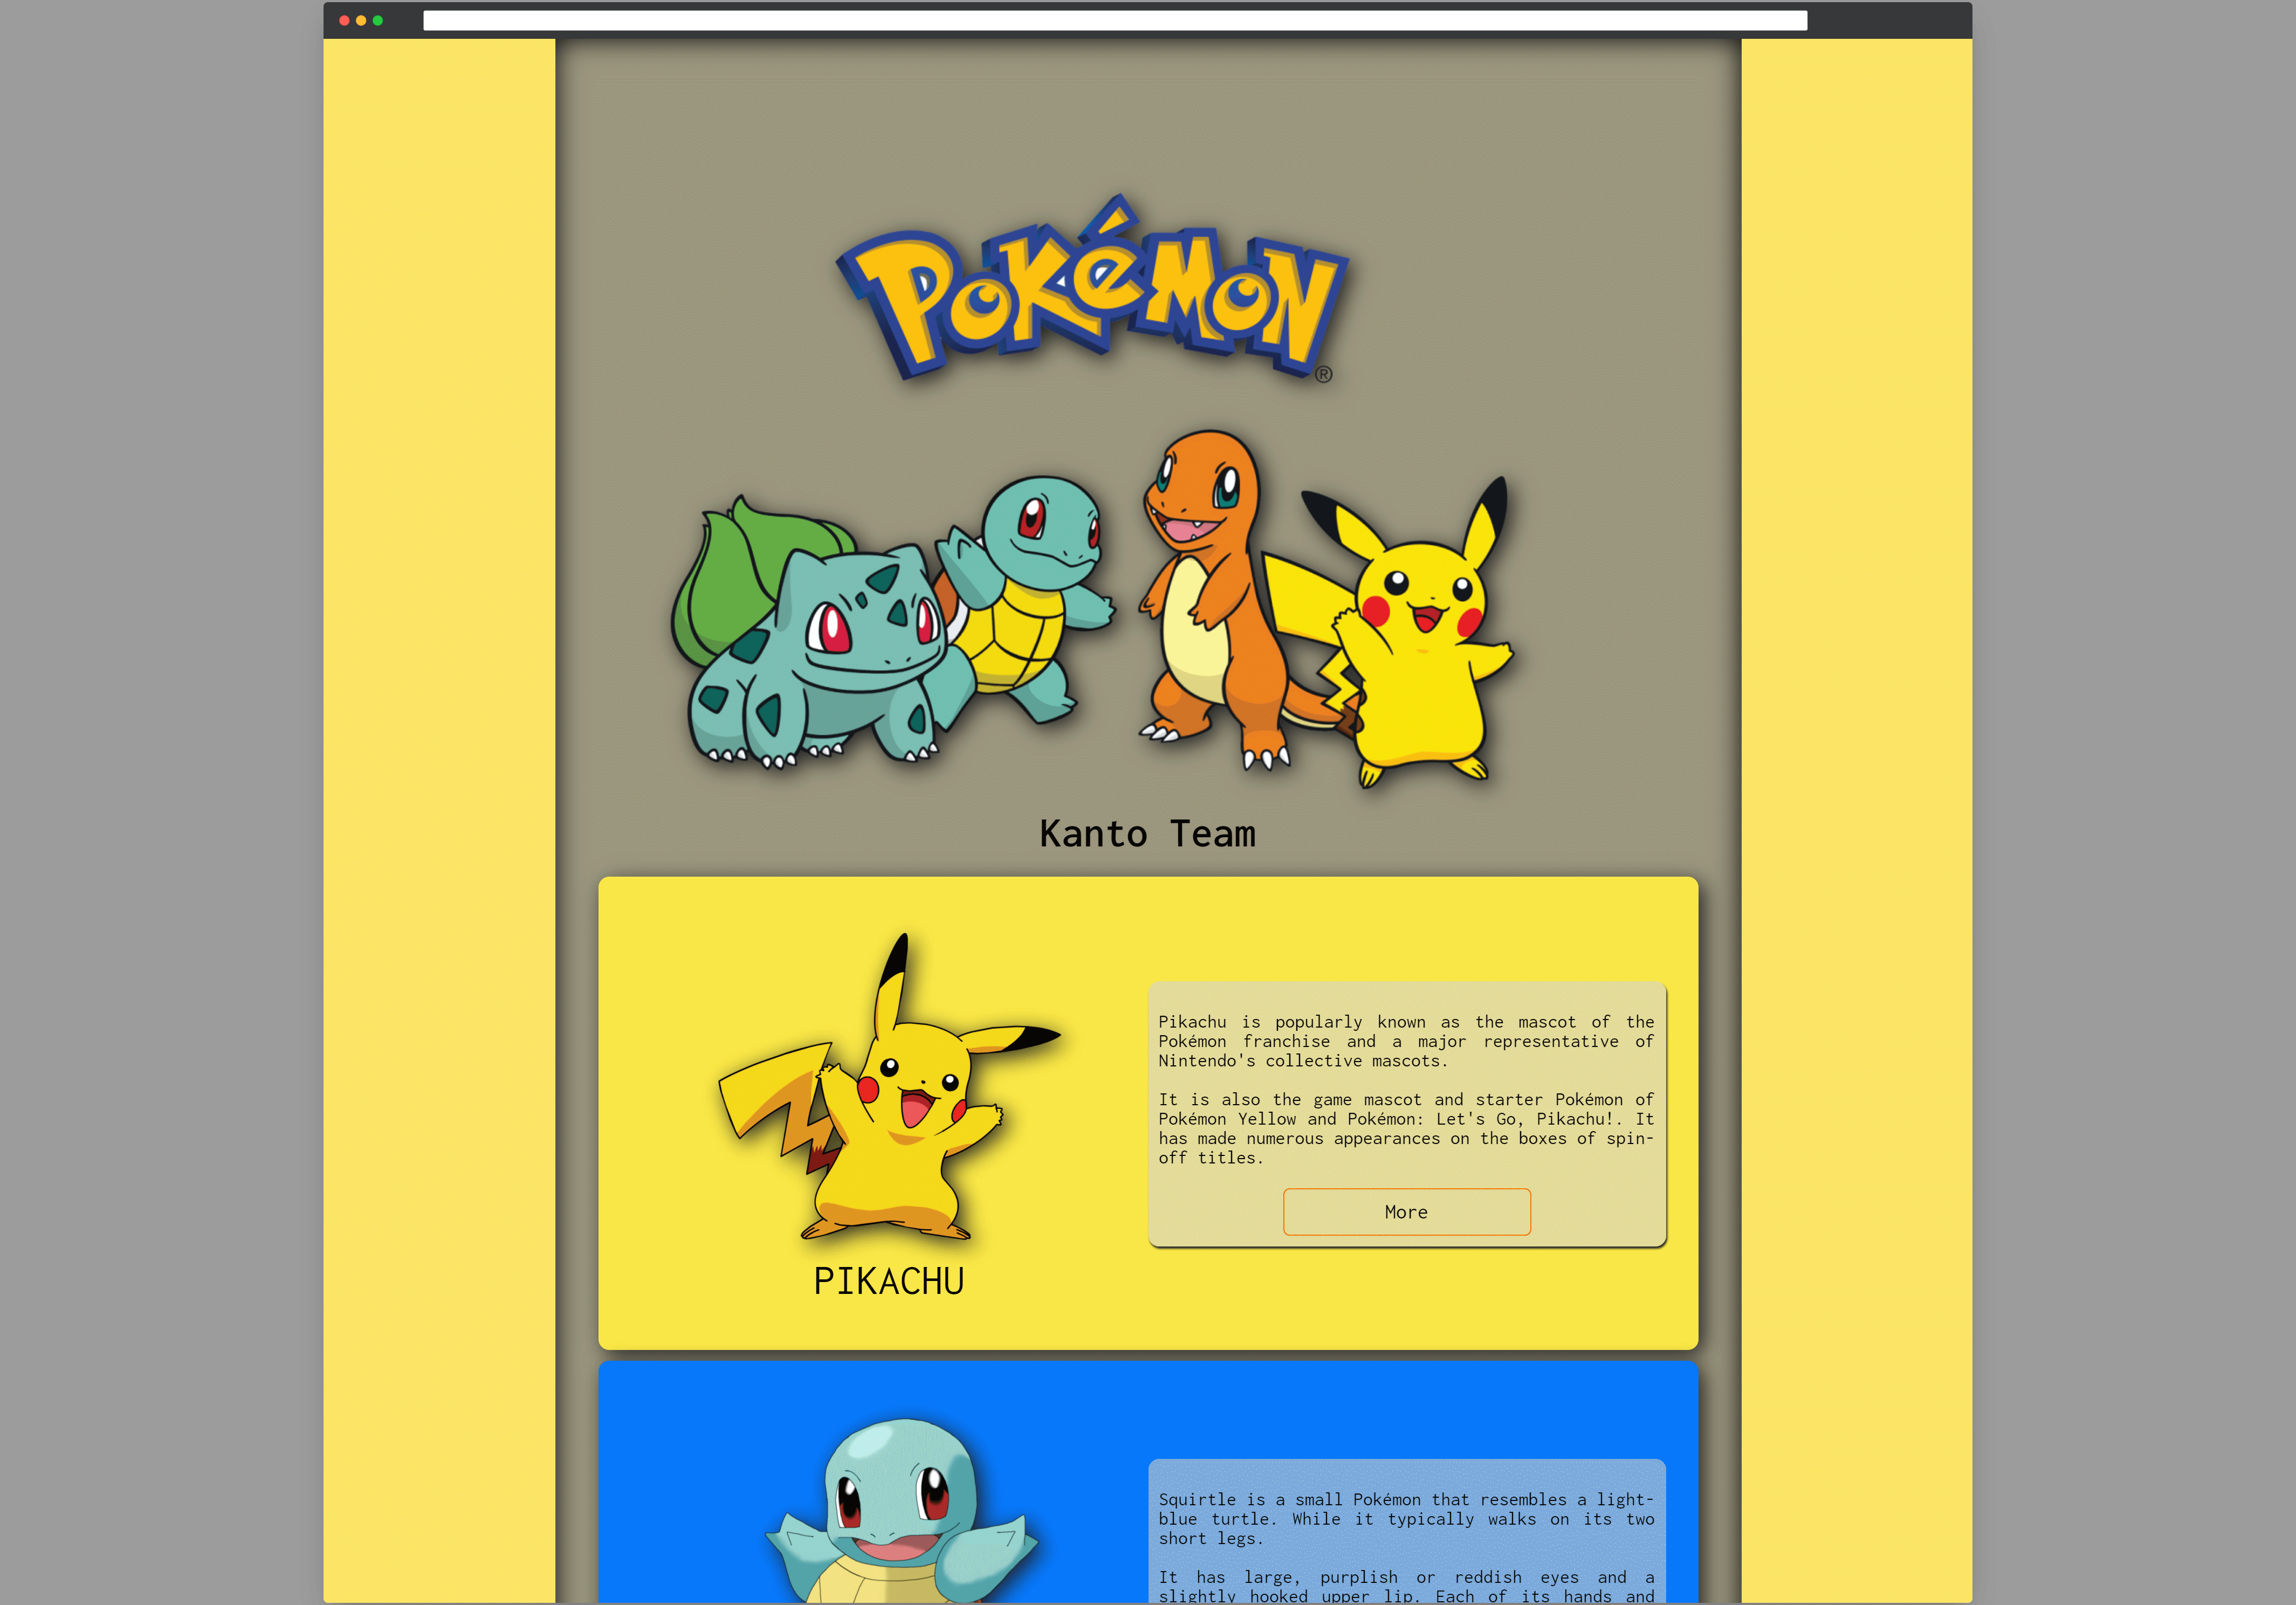 POKéMON
®
Kanto Team
Pikachu is popularly known as the mascot of the
Pokémon franchise and a major representative of
Nintendo's collective mascots.
It is also the game mascot and starter Pokémon of
Pokémon Yellow and Pokémon: Let's Go, Pikachu!. It
has made numerous appearances on the boxes of spin-
off titles.
More
PIKACHU
Squirtle is a small Pokémon that resembles a light-
blue turtle. While it typically walks on its two
short legs.
It has large, purplish or reddish eyes and a
slightly hooked upper lip. Each of its hands and